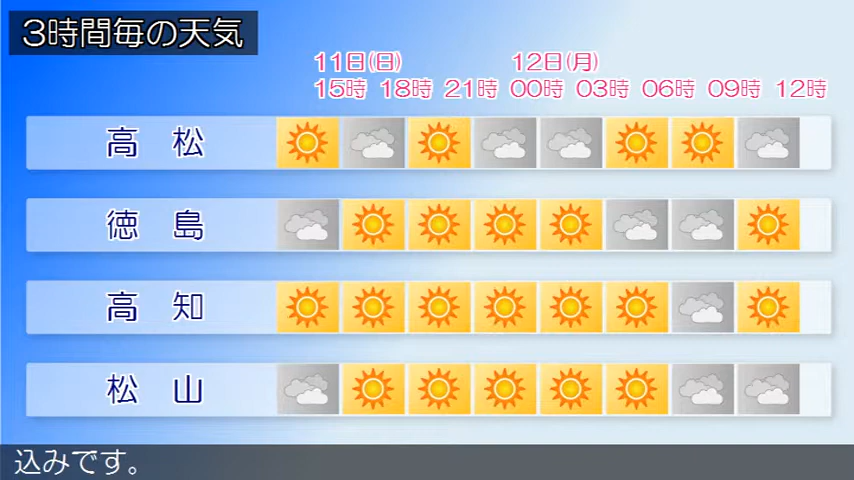 3時間毎の天気
11日(日) 12日(月)
15時 18時 21時 00時 03時 06時 09時 12時
高松
徳島
高知
松山
込みです。